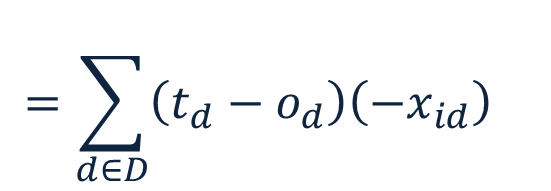 = ∑_{d∈D} (t_d − o_d)(−x_{id})